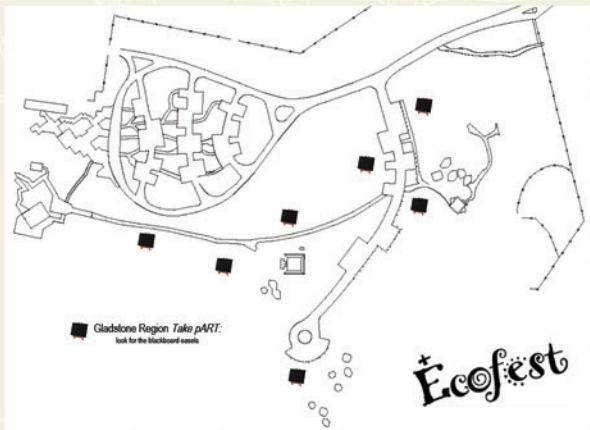 Gladstone Region Take pART:
look for the blackboard easels
Ecofest